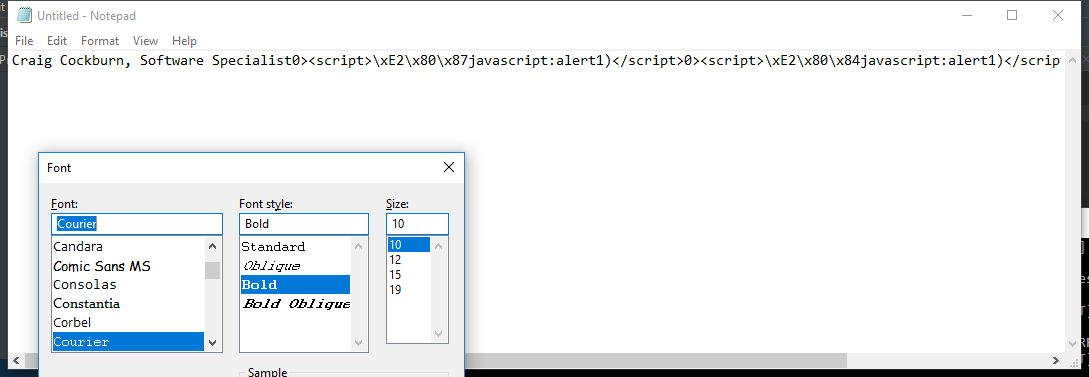 Untitled - Notepad
File Edit Format View Help
Craig Cockburn, Software Specialist0><script>\xE2\x80\x87javascript:alert1)</script>0><script>\xE2\x80\x84javascript:alert1)</script
Font
Font: Font style: Size:
Courier Bold 10
Candara Standard 10
Comic Sans MS Oblique 12
Consolas Bold 15
Constantia Bold Oblique 19
Corbel
Courier
Sample